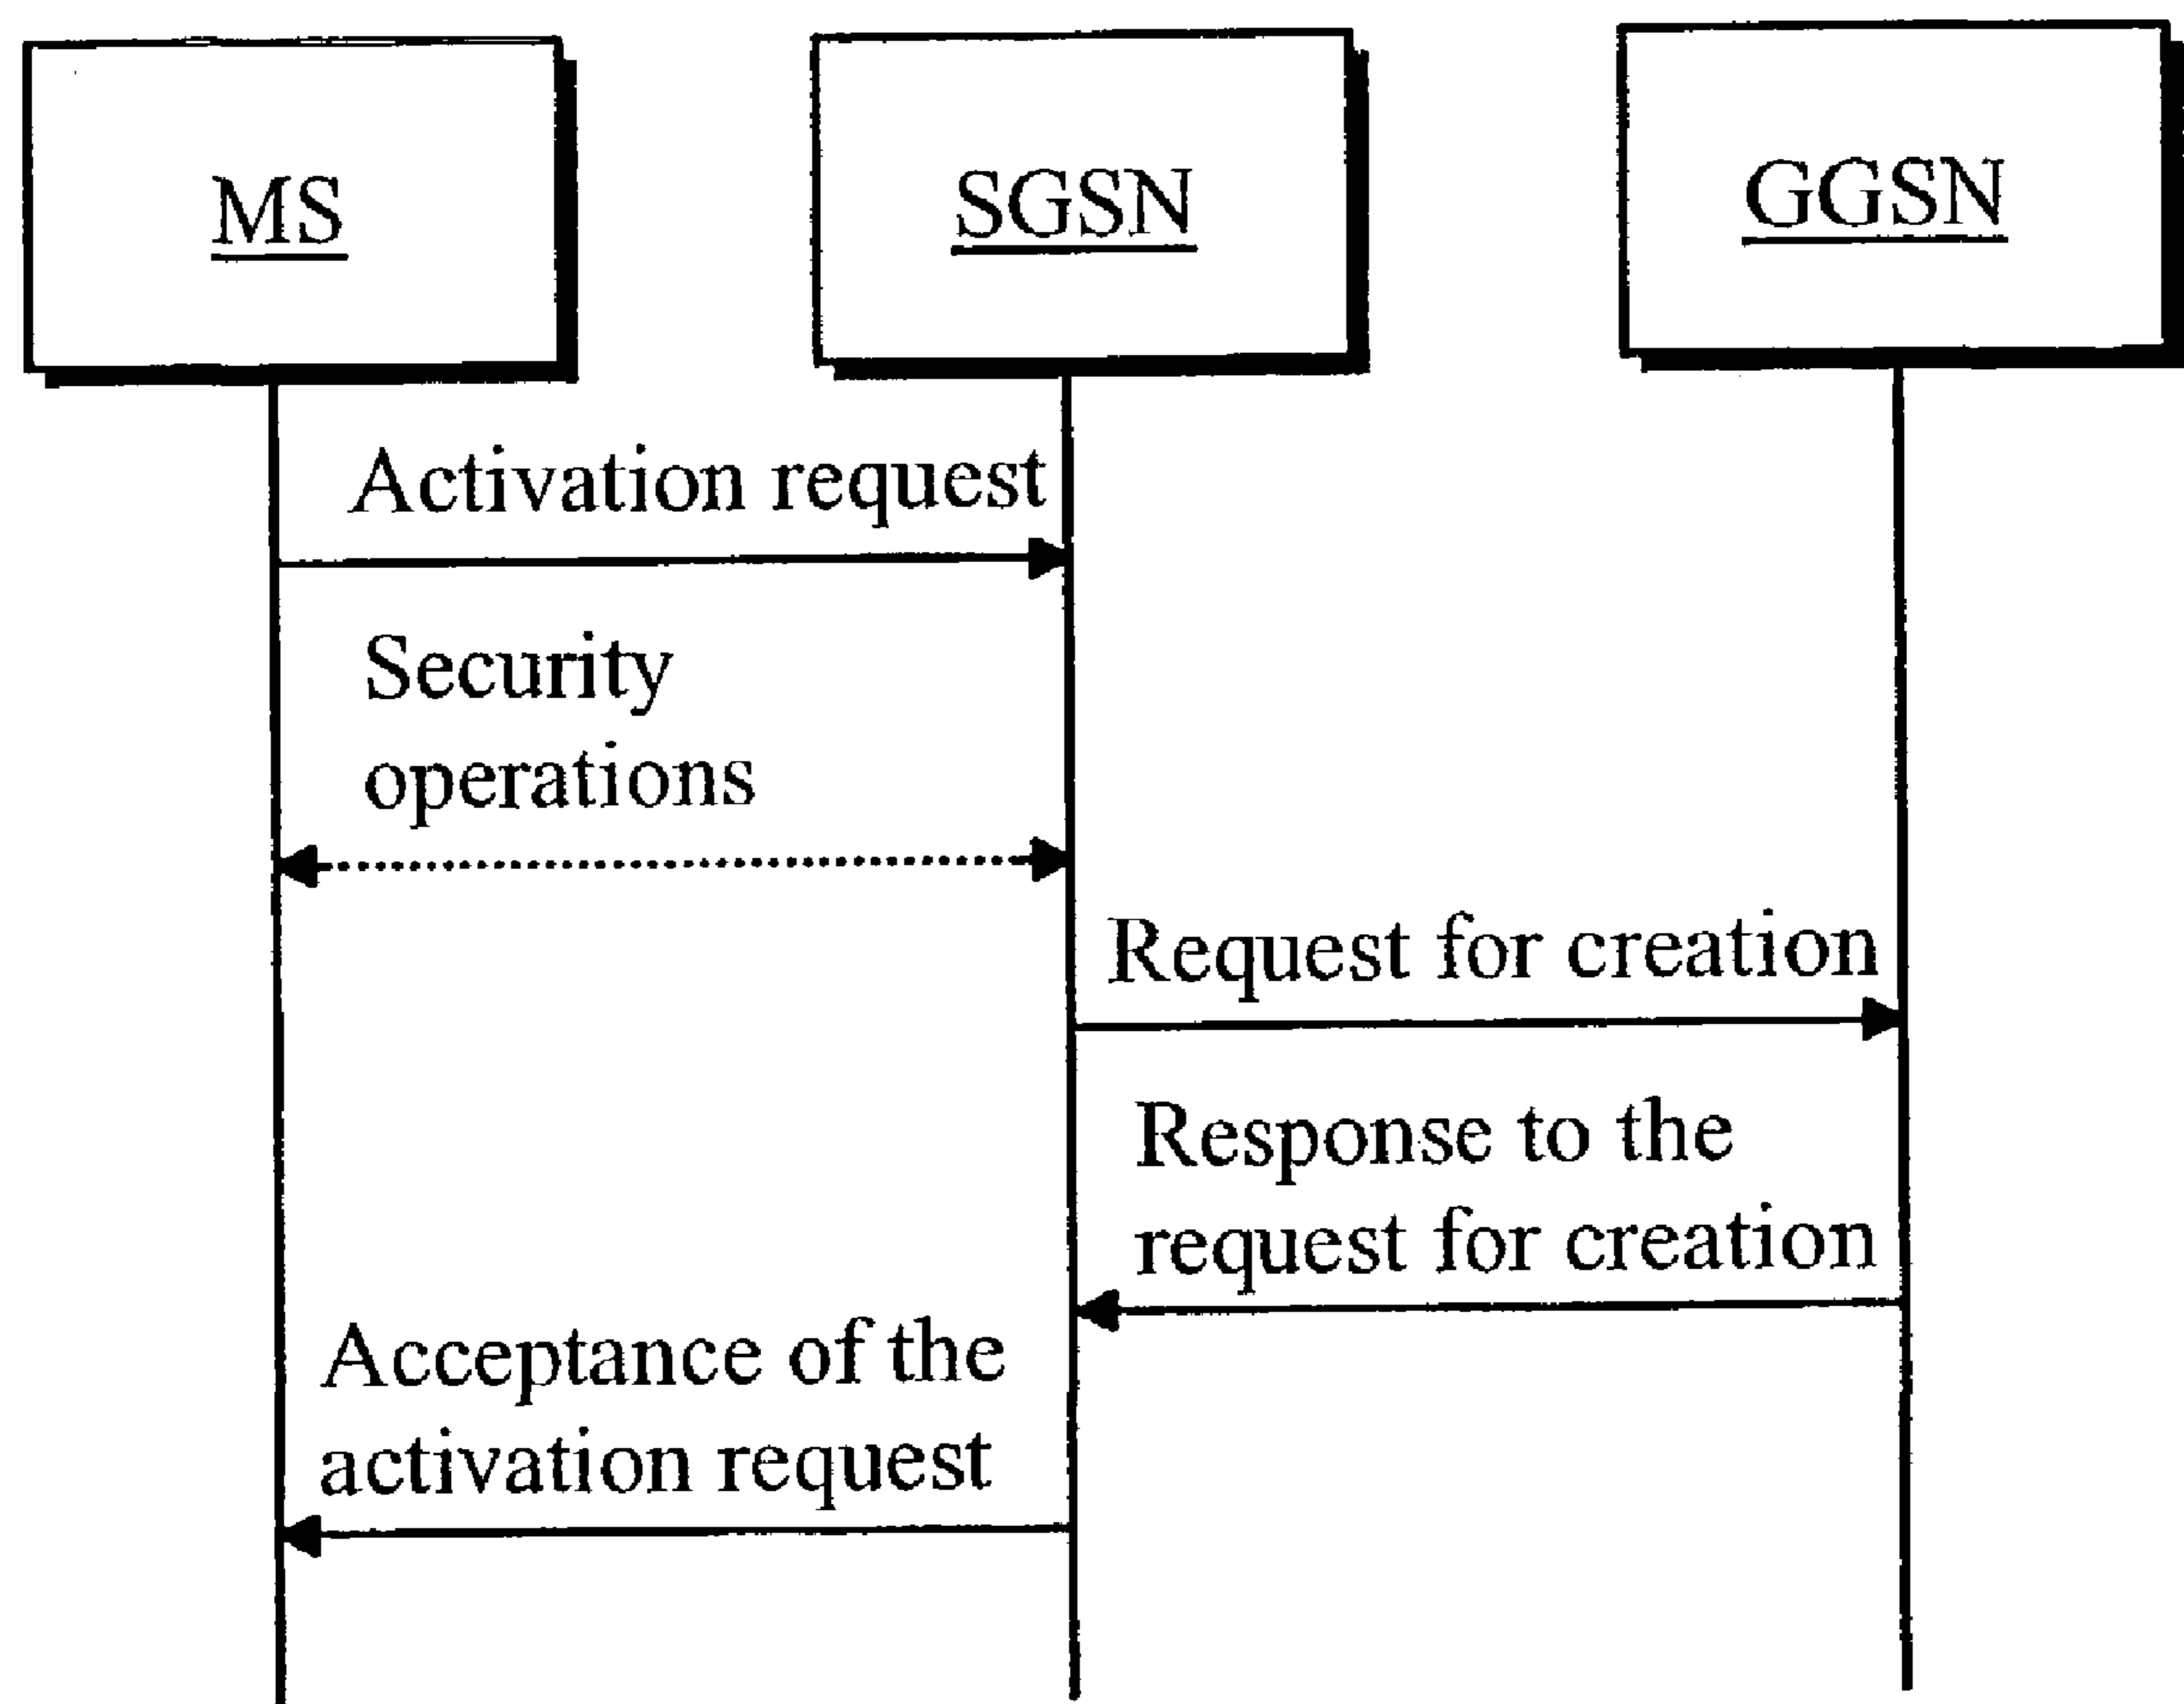 MS
SGSN
GGSN
Activation request
Security
operations
Request for creation
Response to the
request for creation
Acceptance of the
activation request